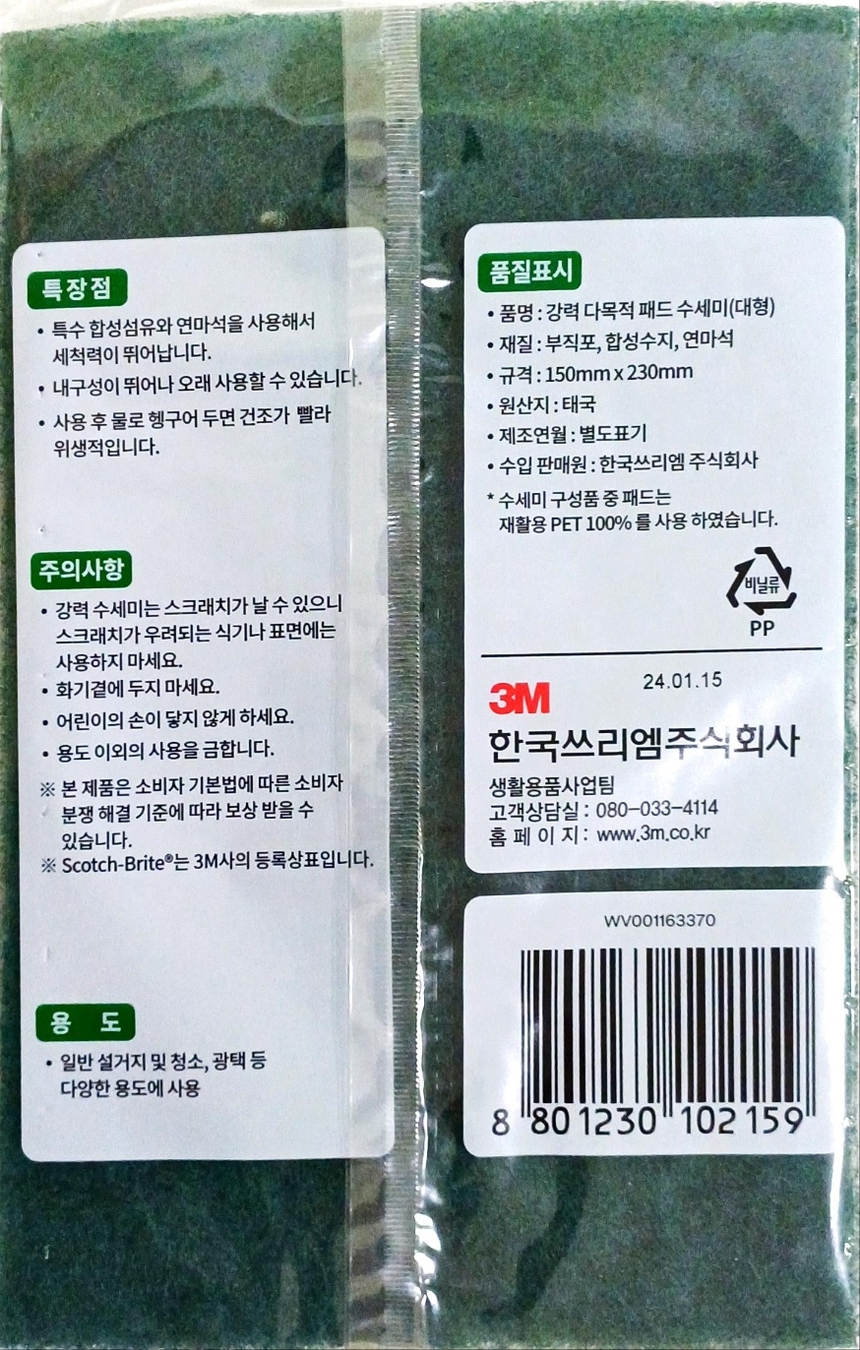 특장점
• 특수 합성섬유와 연마석을 사용해서
세척력이 뛰어납니다.
• 내구성이 뛰어나 오래 사용할 수 있습니다.
• 사용 후 물로 헹구어 두면 건조가 빨라
위생적입니다.
주의사항
• 강력 수세미는 스크래치가 날 수 있으니
스크래치가 우려되는 식기나 표면에는
사용하지 마세요.
• 화기곁에 두지 마세요.
• 어린이의 손이 닿지 않게 하세요.
• 용도 이외의 사용을 금합니다.
※ 본 제품은 소비자 기본법에 따른 소비자
분쟁 해결 기준에 따라 보상 받을 수
있습니다.
※ Scotch-Brite®는 3M사의 등록상표입니다.
용 도
• 일반 설거지 및 청소, 광택 등
다양한 용도에 사용
품질표시
• 품명 : 강력 다목적 패드 수세미(대형)
• 재질 : 부직포, 합성수지, 연마석
• 규격 : 150mm x 230mm
• 원산지 : 태국
• 제조연월 : 별도표기
• 수입 판매원 : 한국쓰리엠 주식회사
* 수세미 구성품 중 패드는
재활용 PET 100% 를 사용 하였습니다.
비닐류
PP
3M 24.01.15
한국쓰리엠주식회사
생활용품사업팀
고객상담실 : 080-033-4114
홈 페 이 지 : www.3m.co.kr
WV001163370
8 801230 102159